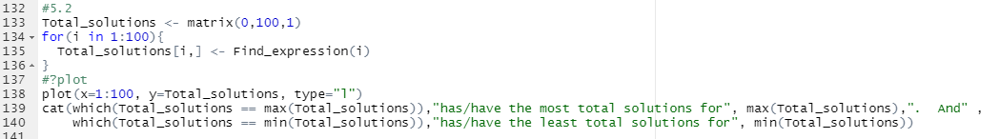 132 #5.2
133 Total_solutions <- matrix(0,100,1)
134 for(i in 1:100){
135   Total_solutions[i,] <- Find_expression(i)
136 }
137 #?plot
138 plot(x=1:100, y=Total_solutions, type="l")
139 cat(which(Total_solutions == max(Total_solutions)),"has/have the most total solutions for", max(Total_solutions),".  And" ,
140     which(Total_solutions == min(Total_solutions)),"has/have the least total solutions for", min(Total_solutions))
141